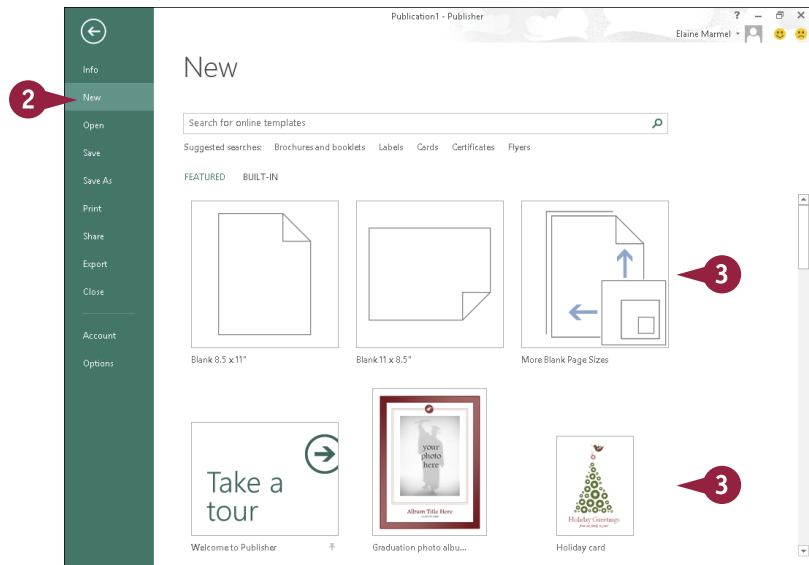 Publication1 - Publisher
?
Elaine Marmel
Info
New
Open
Save
Save As
Print
Share
Export
Close
Account
Options
2
New
Search for online templates
Suggested searches: Brochures and booklets Labels Cards Certificates Flyers
FEATURED BUILT-IN
3
Blank 8.5 x 11"
Blank 11 x 8.5"
More Blank Page Sizes
Take a
tour
your
photo
here
Album Title Here
Holiday Greetings
3
Welcome to Publisher
Graduation photo albu...
Holiday card